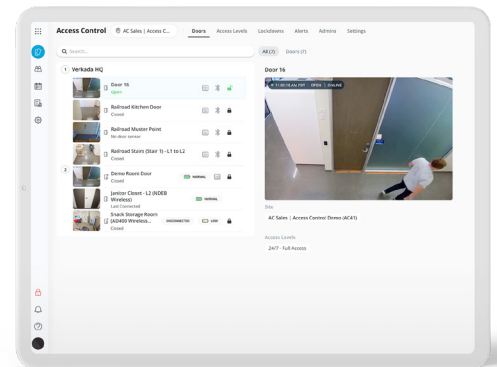 Access Control
AC Sales | Access C...
Doors
Access Levels
Lockdowns
Alerts
Admins
Settings
Search...
All (7)
Doors (7)
1
Verkada HQ
Door 16
Open
Railroad Kitchen Door
Closed
Railroad Muster Point
No door sensor
Railroad Stairs (Stair 1) - L1 to L2
Closed
2
Demo Room Door
Closed
NORMAL
Janitor Closet - L2 (NDEB
Wireless)
Last Connected
NORMAL
Snack Storage Room
(AD400 Wireless...
Closed
LOW
Door 16
OPEN
ONLINE
Site
AC Sales | Access Control Demo (AC41)
Access Levels
24/7 - Full Access